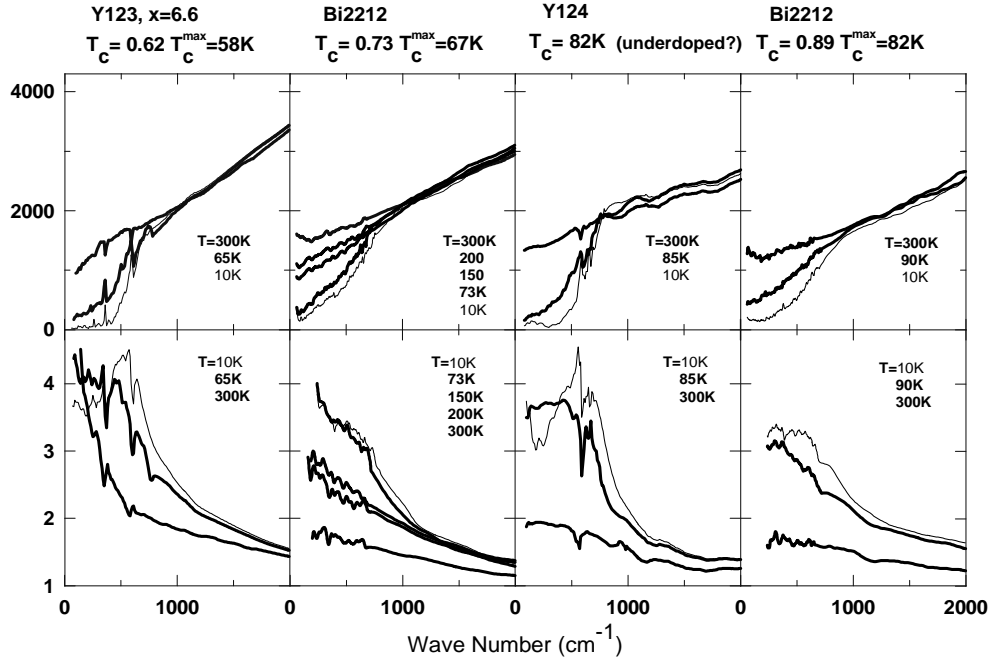 Y123, x=6.6
T_c = 0.62 T_c^max=58K
Bi2212
T_c = 0.73 T_c^max=67K
Y124
T_c = 82K (underdoped?)
Bi2212
T_c = 0.89 T_c^max=82K
4000
2000
0
T=300K
65K
10K
T=300K
200
150
73K
10K
T=300K
85K
10K
T=300K
90K
10K
4
3
2
1
T=10K
65K
300K
T=10K
73K
150K
200K
300K
T=10K
85K
300K
T=10K
90K
300K
0 1000 0 1000 0 1000 0 1000 2000
Wave Number (cm^-1)